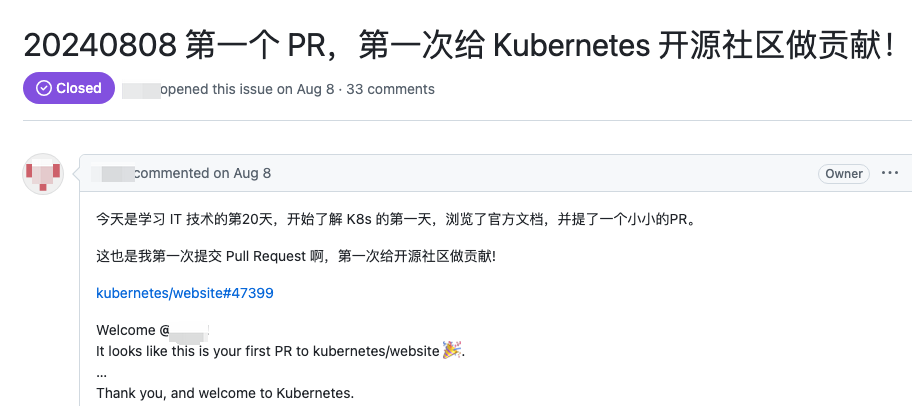 20240808 第一个 PR，第一次给 Kubernetes 开源社区做贡献！
Closed
opened this issue on Aug 8 · 33 comments
commented on Aug 8
Owner
今天是学习 IT 技术的第20天，开始了解 K8s 的第一天，浏览了官方文档，并提了一个小小的PR。
这也是我第一次提交 Pull Request 啊，第一次给开源社区做贡献!
kubernetes/website#47399
Welcome @
It looks like this is your first PR to kubernetes/website 🎉.
...
Thank you, and welcome to Kubernetes.